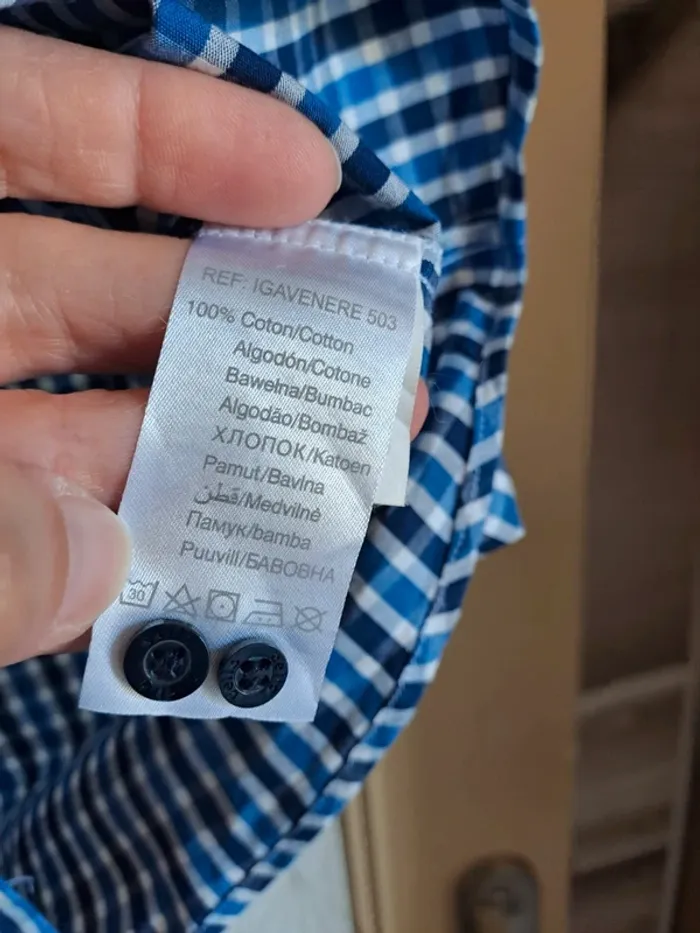 REF: IGAVENERE 503
100% Coton/Cotton
Algodón/Cotone
Bawełna/Bumbac
Algodão/Bombaž
ХЛОПОК/Katoen
Pamut/Bavlna
قطن/Medvilnė
Памук/bamba
Puuvill/БАВОВНА
30